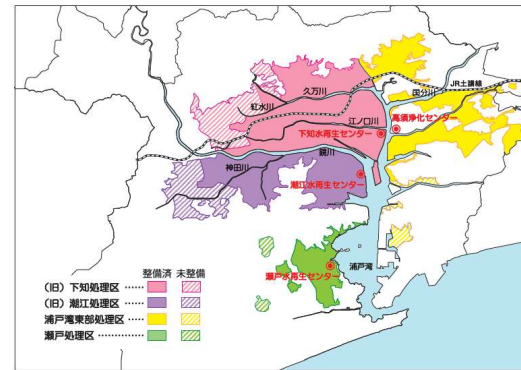 久万川
国分川
JR土讃線
紅水川
江ノ口川
高須浄化センター
下知水再生センター
鏡川
神田川
潮江水再生センター
浦戸湾
瀬戸水再生センター
整備済 未整備
(旧)下知処理区
(旧)潮江処理区
浦戸湾東部処理区
瀬戸処理区